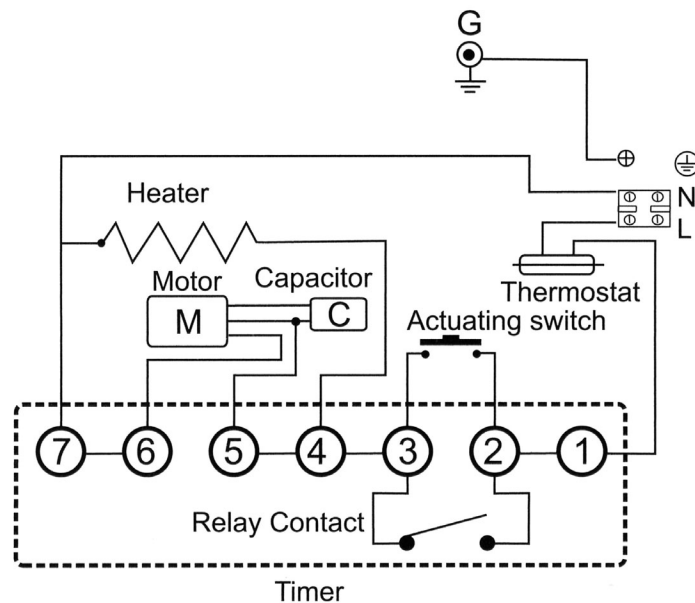 G
N
L
Heater
Motor
Capacitor
M
C
Thermostat
Actuating switch
7
6
5
4
3
2
1
Relay Contact
Timer